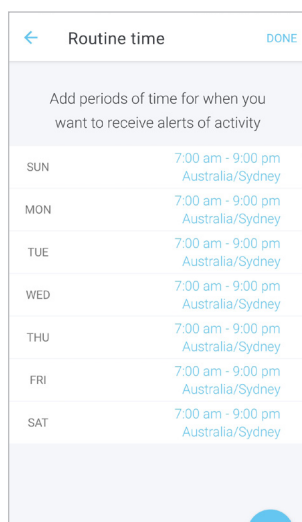 Routine time DONE
Add periods of time for when you
want to receive alerts of activity
SUN 7:00 am - 9:00 pm
Australia/Sydney
MON 7:00 am - 9:00 pm
Australia/Sydney
TUE 7:00 am - 9:00 pm
Australia/Sydney
WED 7:00 am - 9:00 pm
Australia/Sydney
THU 7:00 am - 9:00 pm
Australia/Sydney
FRI 7:00 am - 9:00 pm
Australia/Sydney
SAT 7:00 am - 9:00 pm
Australia/Sydney